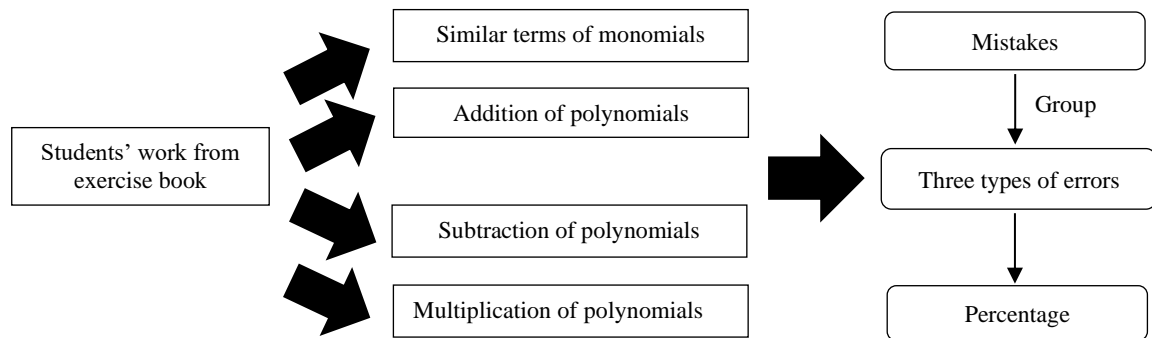 Similar terms of monomials
Addition of polynomials
Students’ work from
exercise book
Subtraction of polynomials
Multiplication of polynomials
Mistakes
Group
Three types of errors
Percentage